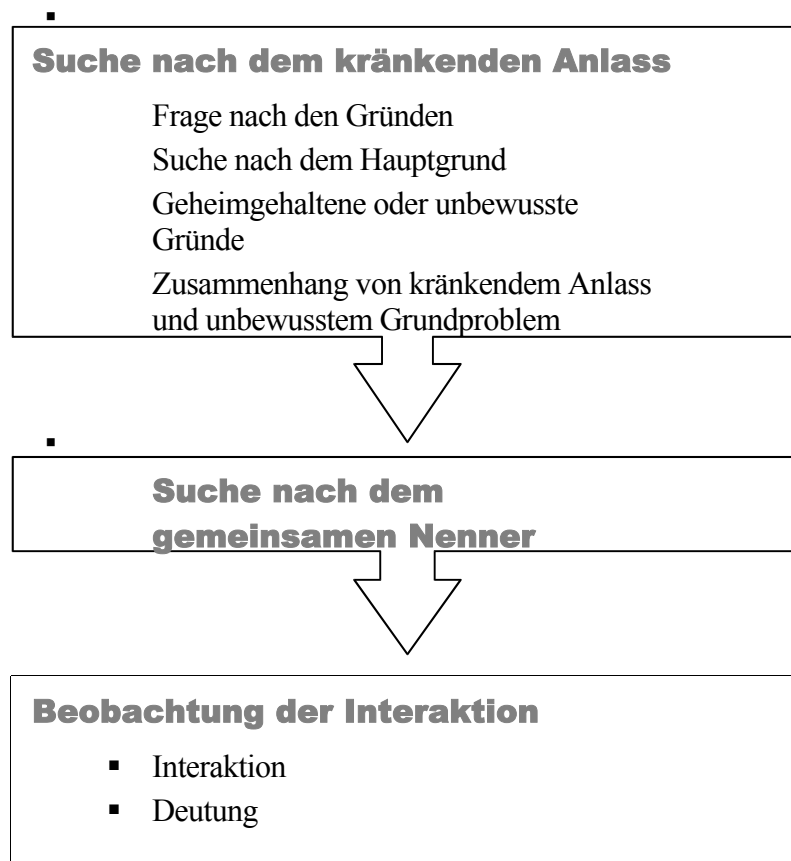 ▪
Suche nach dem kränkenden Anlass
Frage nach den Gründen
Suche nach dem Hauptgrund
Geheimgehaltene oder unbewusste
Gründe
Zusammenhang von kränkendem Anlass
und unbewusstem Grundproblem
▪
Suche nach dem
gemeinsamen Nenner
Beobachtung der Interaktion
▪ Interaktion
▪ Deutung